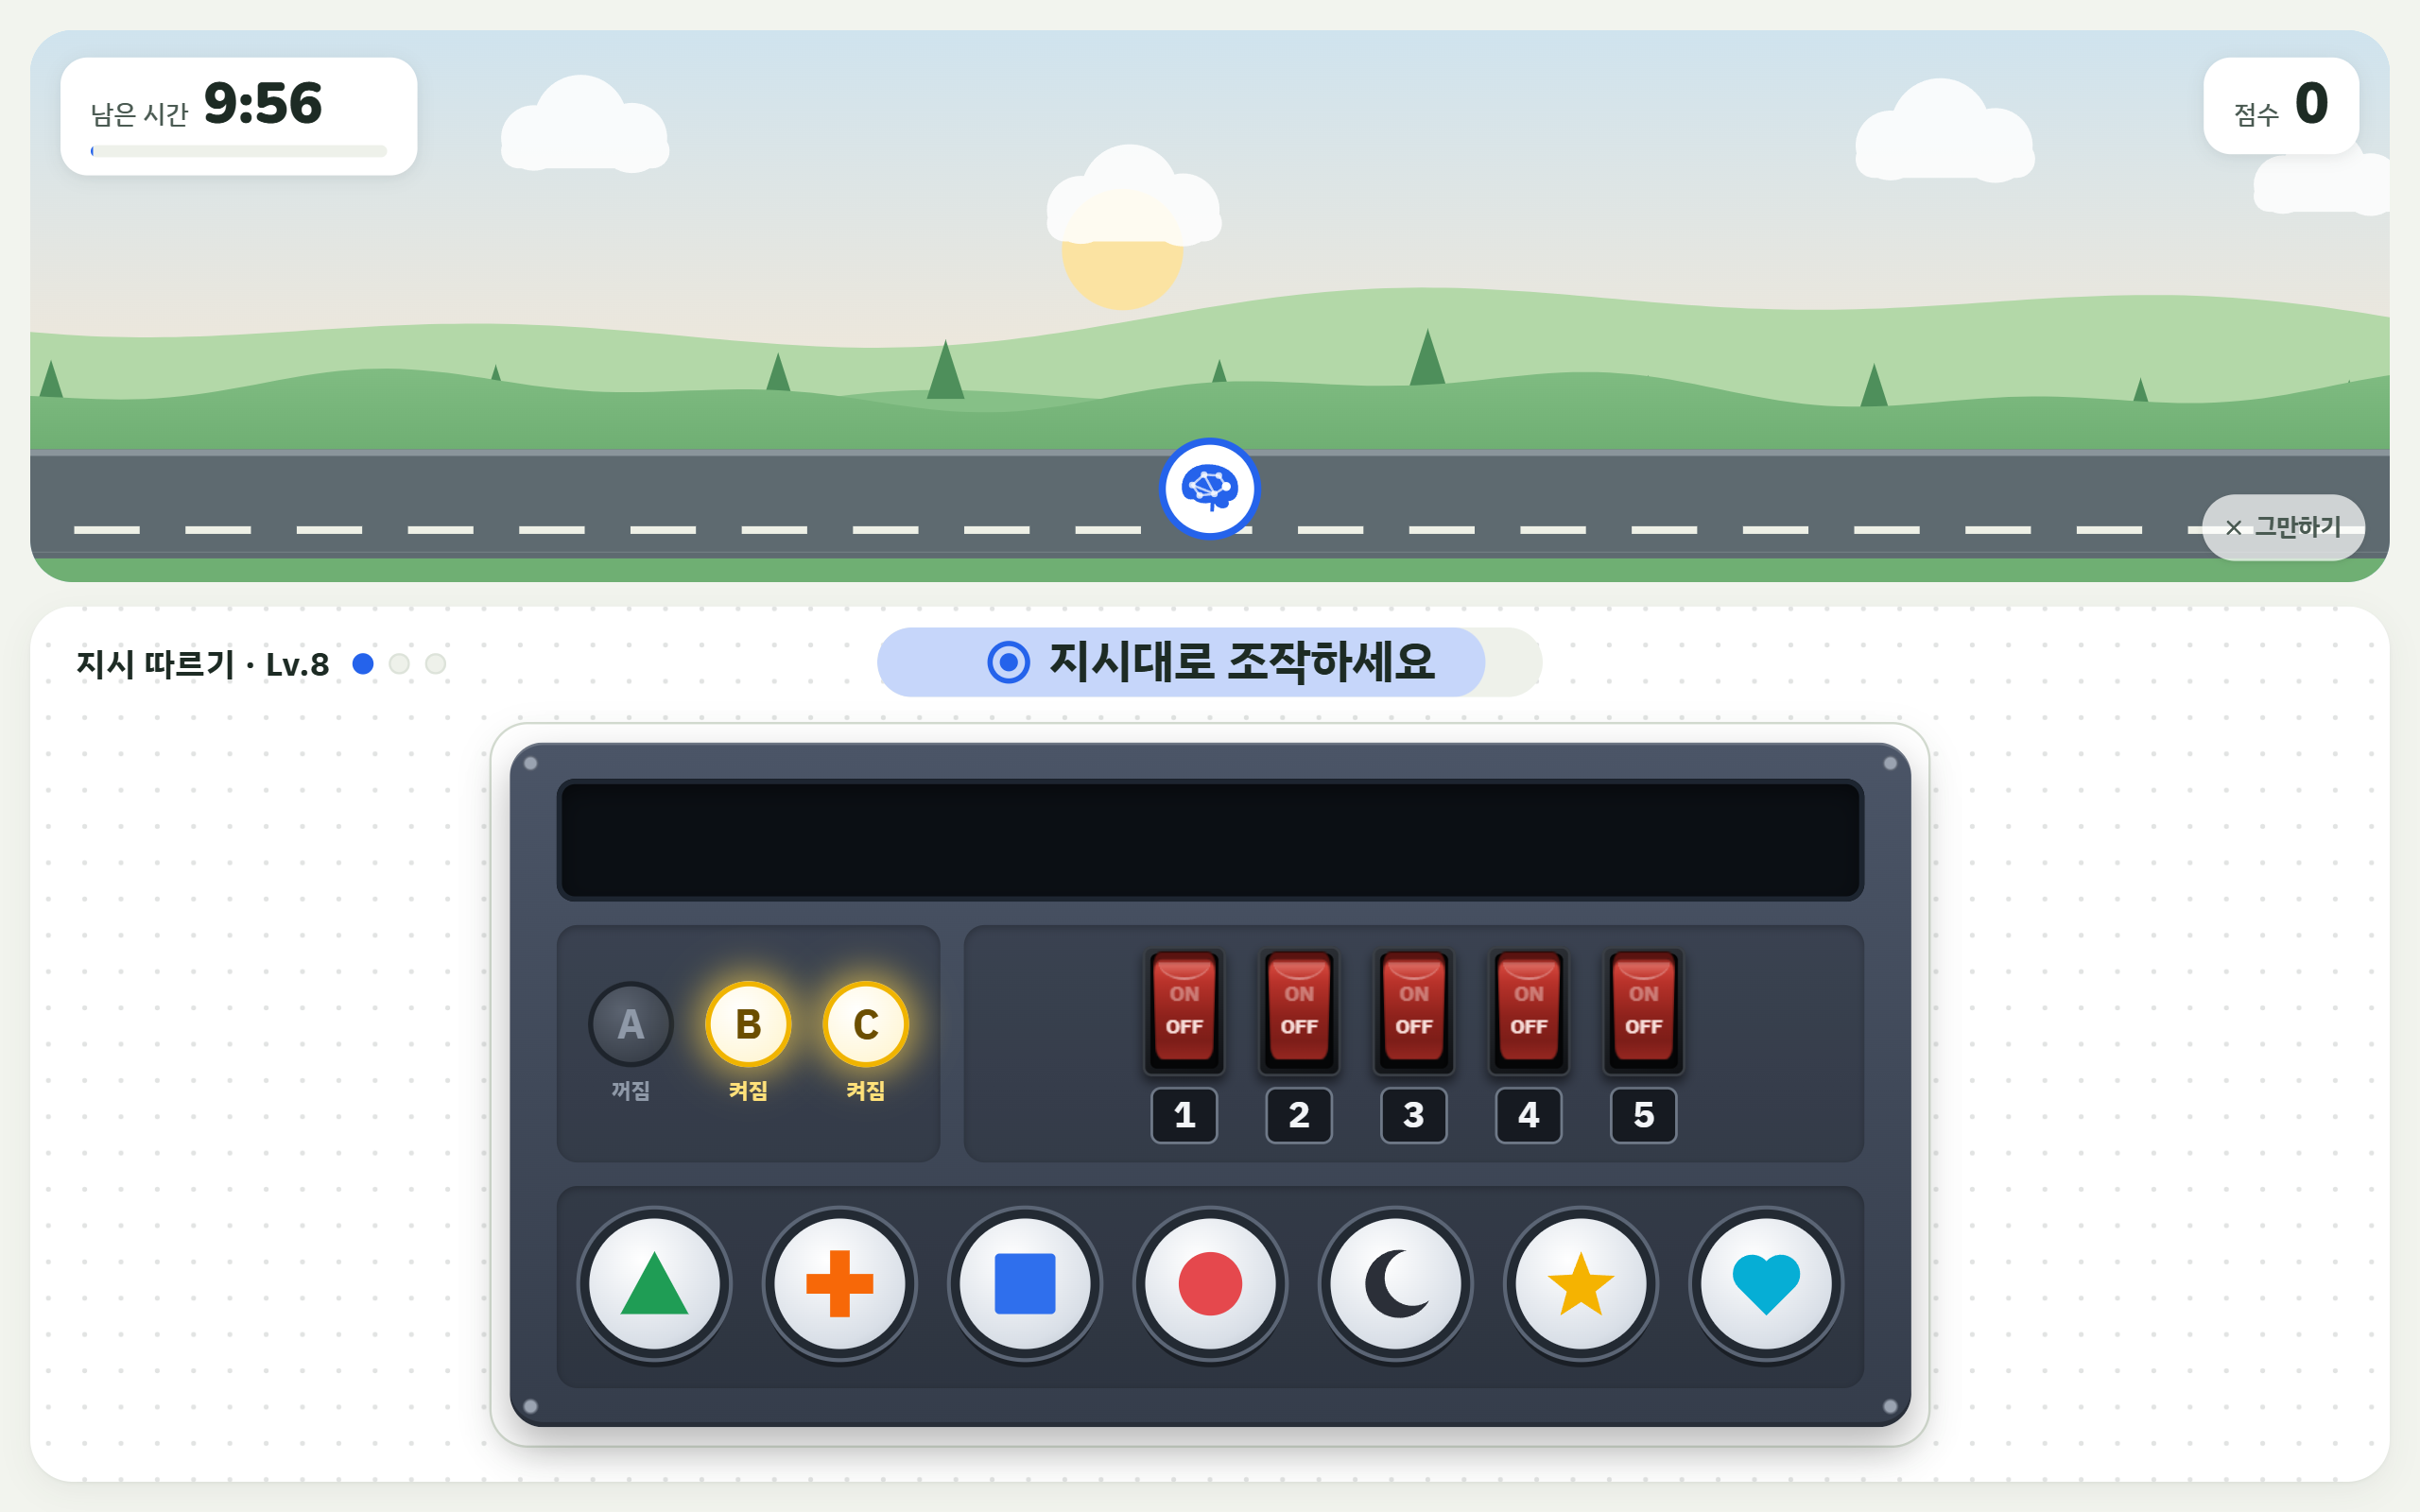 남은 시간 9:56
점수 0
× 그만하기
지시 따르기 · Lv.8
지시대로 조작하세요
A B C
꺼짐 켜짐 켜짐
ON ON ON ON ON
OFF OFF OFF OFF OFF
1 2 3 4 5